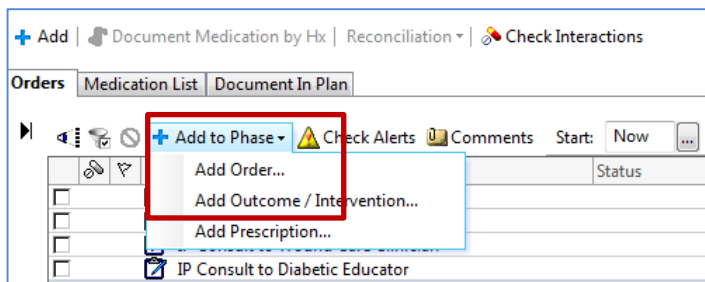 Add | Document Medication by Hx | Reconciliation | Check Interactions
Orders Medication List Document In Plan
Add to Phase Check Alerts Comments Start: Now ...
Add Order... Status
Add Outcome / Intervention...
Add Prescription...
IP Consult to Diabetic Educator